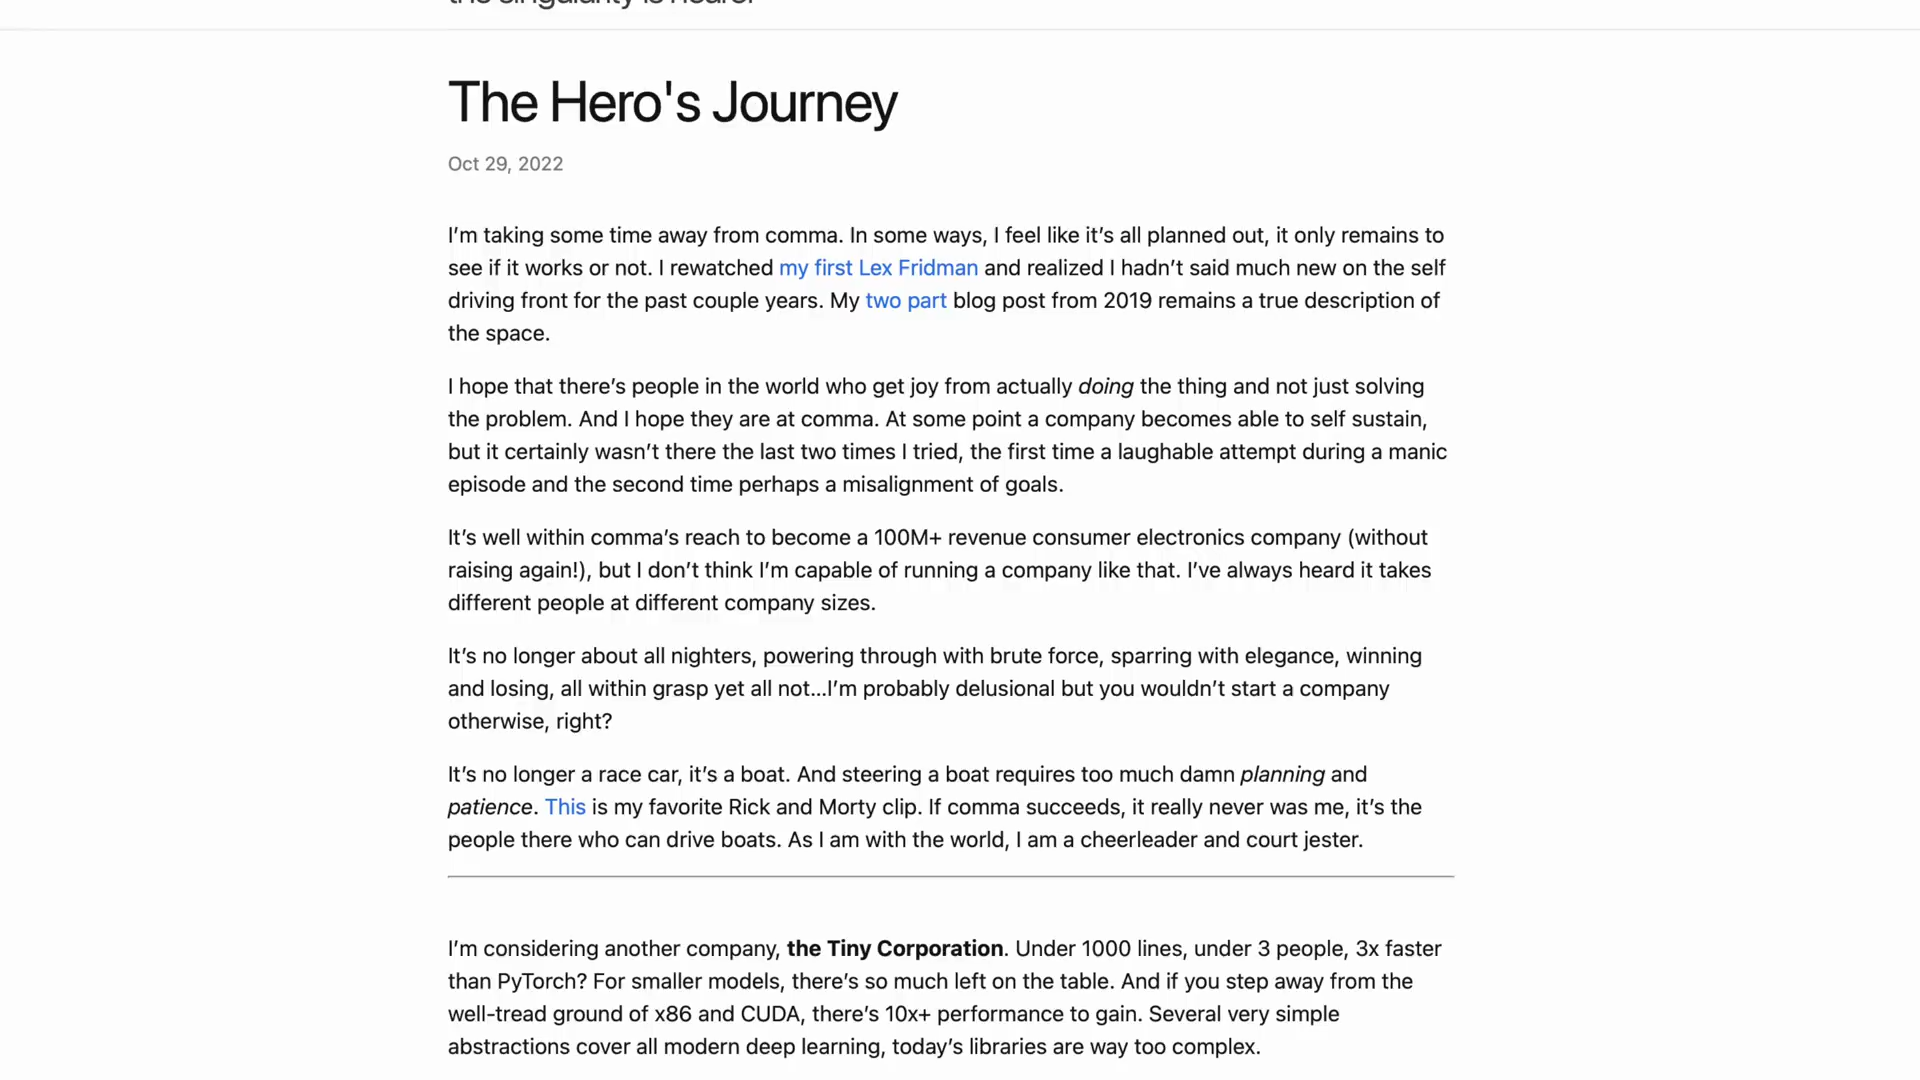 the singularity is nearer
The Hero's Journey
Oct 29, 2022
I’m taking some time away from comma. In some ways, I feel like it’s all planned out, it only remains to
see if it works or not. I rewatched my first Lex Fridman and realized I hadn’t said much new on the self
driving front for the past couple years. My two part blog post from 2019 remains a true description of
the space.
I hope that there’s people in the world who get joy from actually doing the thing and not just solving
the problem. And I hope they are at comma. At some point a company becomes able to self sustain,
but it certainly wasn’t there the last two times I tried, the first time a laughable attempt during a manic
episode and the second time perhaps a misalignment of goals.
It’s well within comma’s reach to become a 100M+ revenue consumer electronics company (without
raising again!), but I don’t think I’m capable of running a company like that. I’ve always heard it takes
different people at different company sizes.
It’s no longer about all nighters, powering through with brute force, sparring with elegance, winning
and losing, all within grasp yet all not…I’m probably delusional but you wouldn’t start a company
otherwise, right?
It’s no longer a race car, it’s a boat. And steering a boat requires too much damn planning and
patience. This is my favorite Rick and Morty clip. If comma succeeds, it really never was me, it’s the
people there who can drive boats. As I am with the world, I am a cheerleader and court jester.
I’m considering another company, the Tiny Corporation. Under 1000 lines, under 3 people, 3x faster
than PyTorch? For smaller models, there’s so much left on the table. And if you step away from the
well-tread ground of x86 and CUDA, there’s 10x+ performance to gain. Several very simple
abstractions cover all modern deep learning, today’s libraries are way too complex.